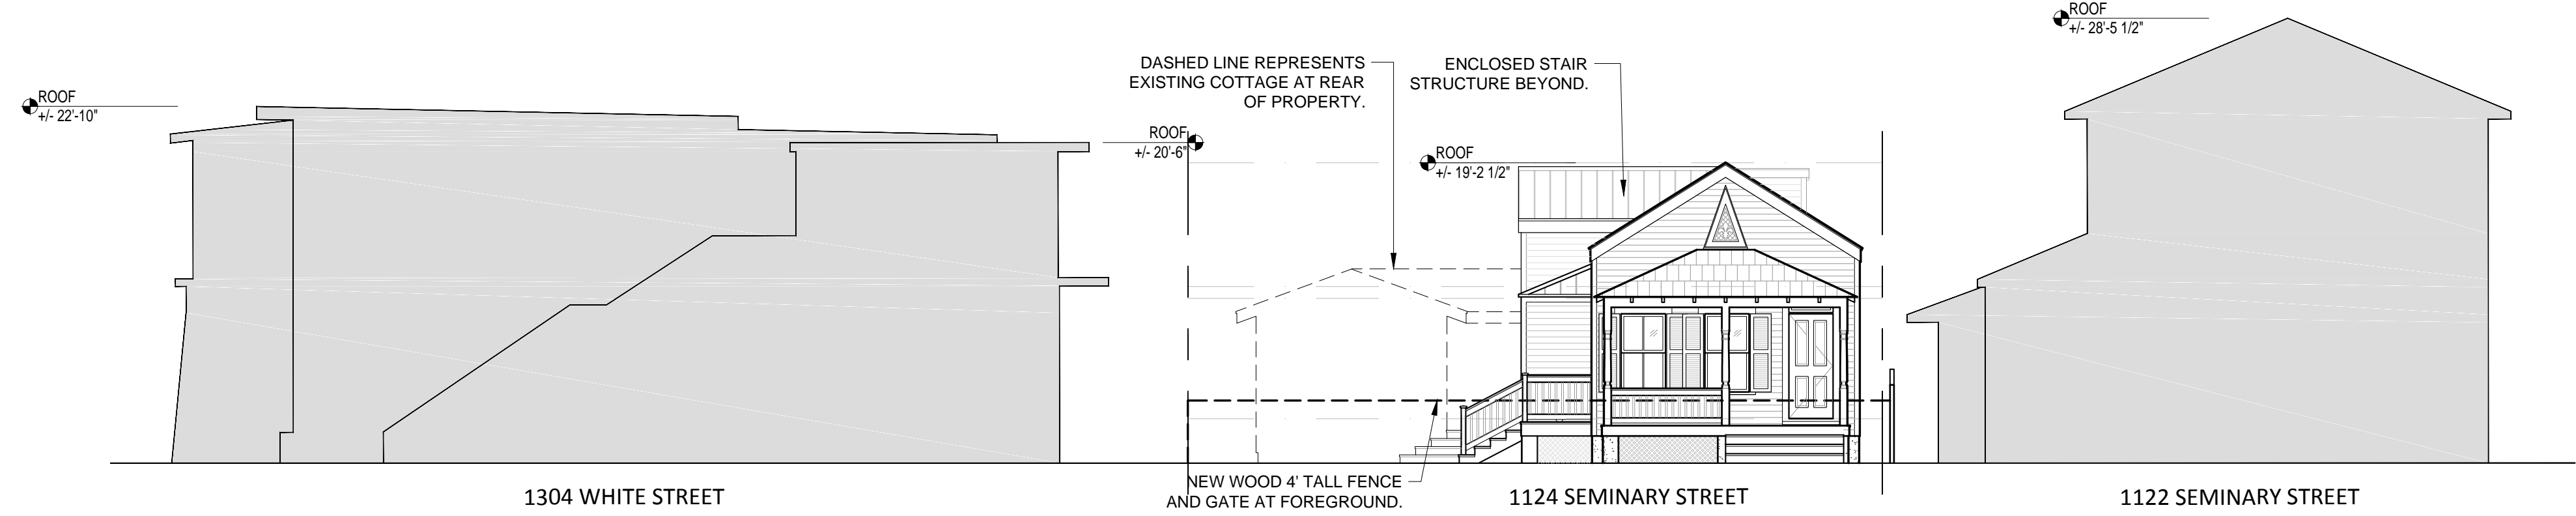 ROOF
+/- 22'-10"
DASHED LINE REPRESENTS
EXISTING COTTAGE AT REAR
OF PROPERTY.
ROOF
+/- 20'-6"
ENCLOSED STAIR
STRUCTURE BEYOND.
ROOF
+/- 19'-2 1/2"
ROOF
+/- 28'-5 1/2"
NEW WOOD 4' TALL FENCE
AND GATE AT FOREGROUND.
1304 WHITE STREET
1124 SEMINARY STREET
1122 SEMINARY STREET